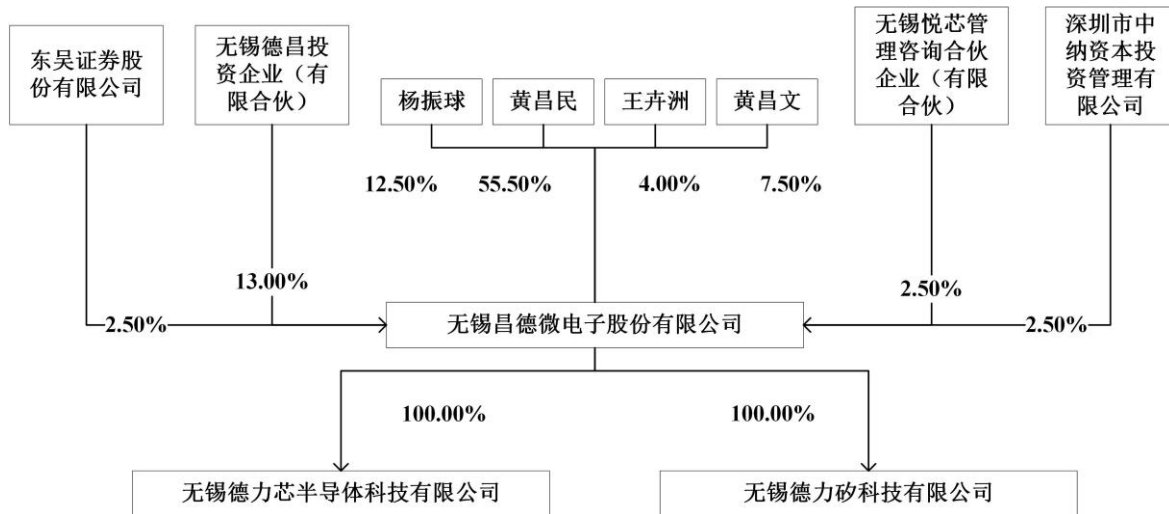 东吴证券股
份有限公司
无锡德昌投
资企业（有
限合伙）
杨振球
黄昌民
王卉洲
黄昌文
无锡悦芯管
理咨询合伙
企业（有限
合伙）
深圳市中
纳资本投
资管理有
限公司
12.50%
55.50%
4.00%
7.50%
13.00%
2.50%
2.50%
2.50%
无锡昌德微电子股份有限公司
100.00%
100.00%
无锡德力芯半导体科技有限公司
无锡德力矽科技有限公司